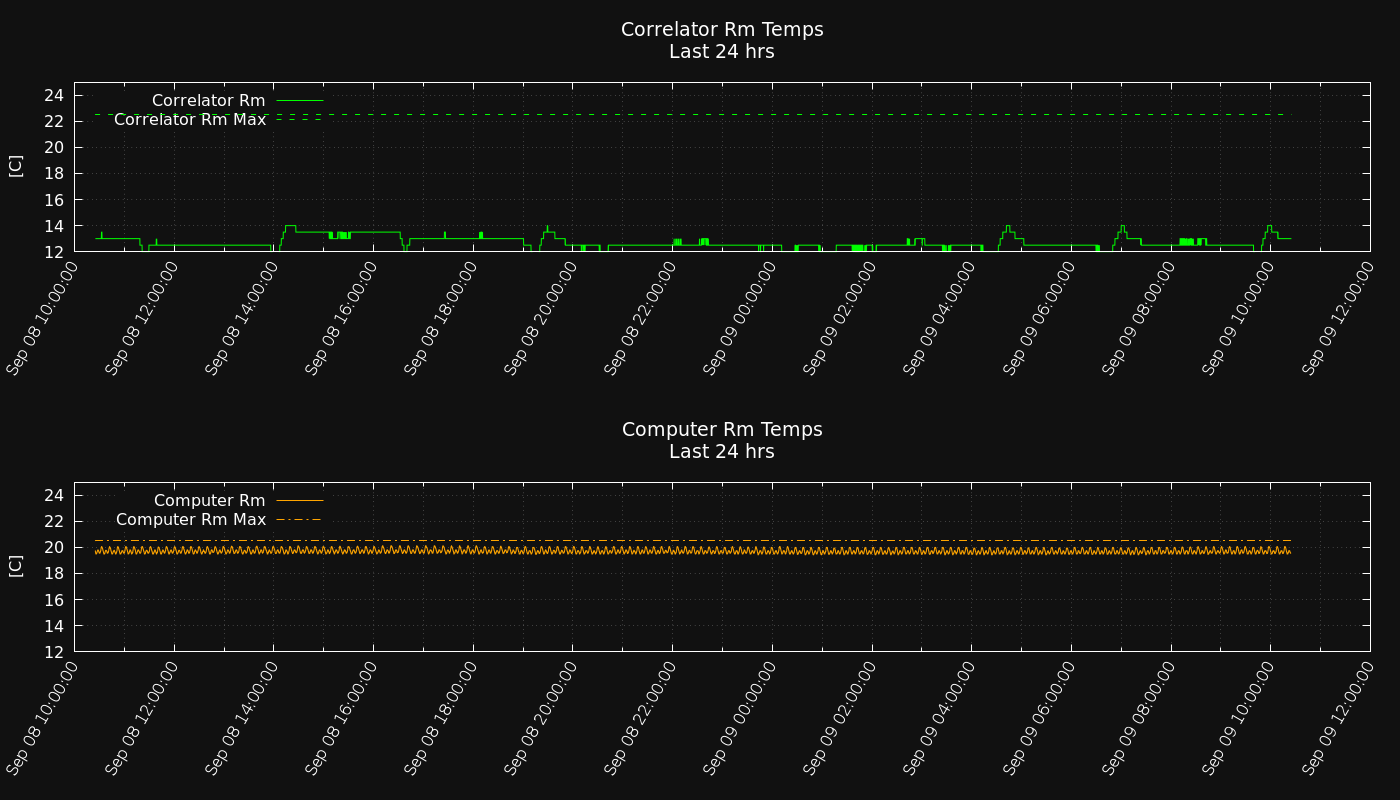 Correlator Rm Temps
Last 24 hrs
Correlator Rm
Correlator Rm Max
[C]
24
22
20
18
16
14
12
Sep 08 10:00:00
Sep 08 12:00:00
Sep 08 14:00:00
Sep 08 16:00:00
Sep 08 18:00:00
Sep 08 20:00:00
Sep 08 22:00:00
Sep 09 00:00:00
Sep 09 02:00:00
Sep 09 04:00:00
Sep 09 06:00:00
Sep 09 08:00:00
Sep 09 10:00:00
Sep 09 12:00:00
Computer Rm Temps
Last 24 hrs
Computer Rm
Computer Rm Max
[C]
24
22
20
18
16
14
12
Sep 08 10:00:00
Sep 08 12:00:00
Sep 08 14:00:00
Sep 08 16:00:00
Sep 08 18:00:00
Sep 08 20:00:00
Sep 08 22:00:00
Sep 09 00:00:00
Sep 09 02:00:00
Sep 09 04:00:00
Sep 09 06:00:00
Sep 09 08:00:00
Sep 09 10:00:00
Sep 09 12:00:00